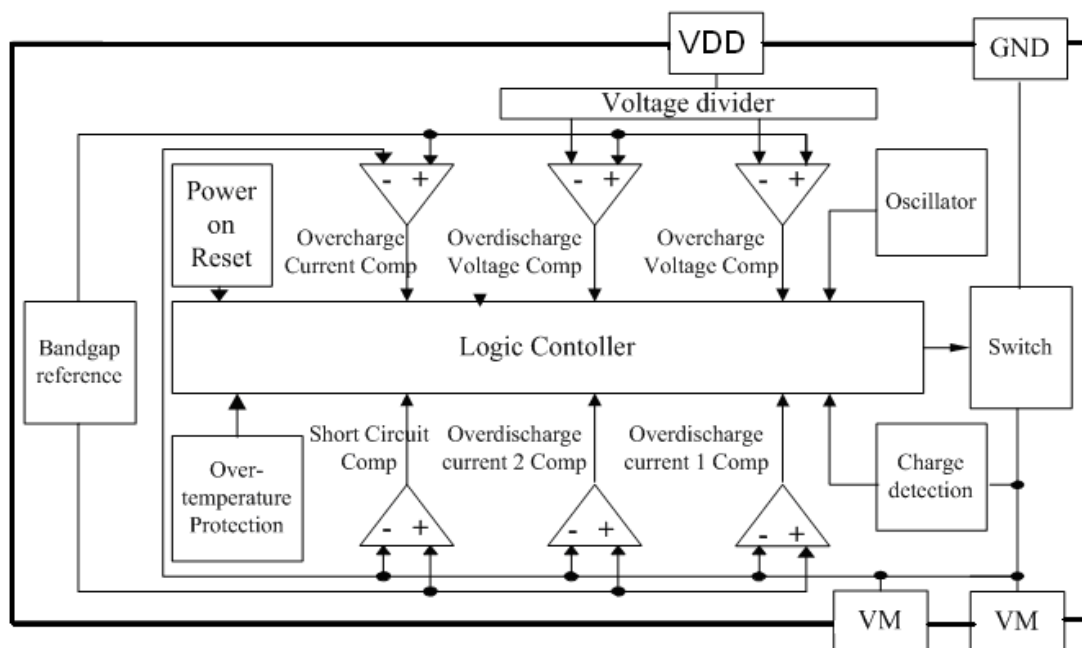 VDD
GND
Voltage divider
- +
- +
- +
Power
on
Reset
Oscillator
Overcharge
Current Comp
Overdischarge
Voltage Comp
Overcharge
Voltage Comp
Bandgap
reference
Logic Contoller
Switch
Short Circuit
Comp
Overdischarge
current 2 Comp
Overdischarge
current 1 Comp
Over-
temperature
Protection
Charge
detection
- +
- +
- +
VM
VM